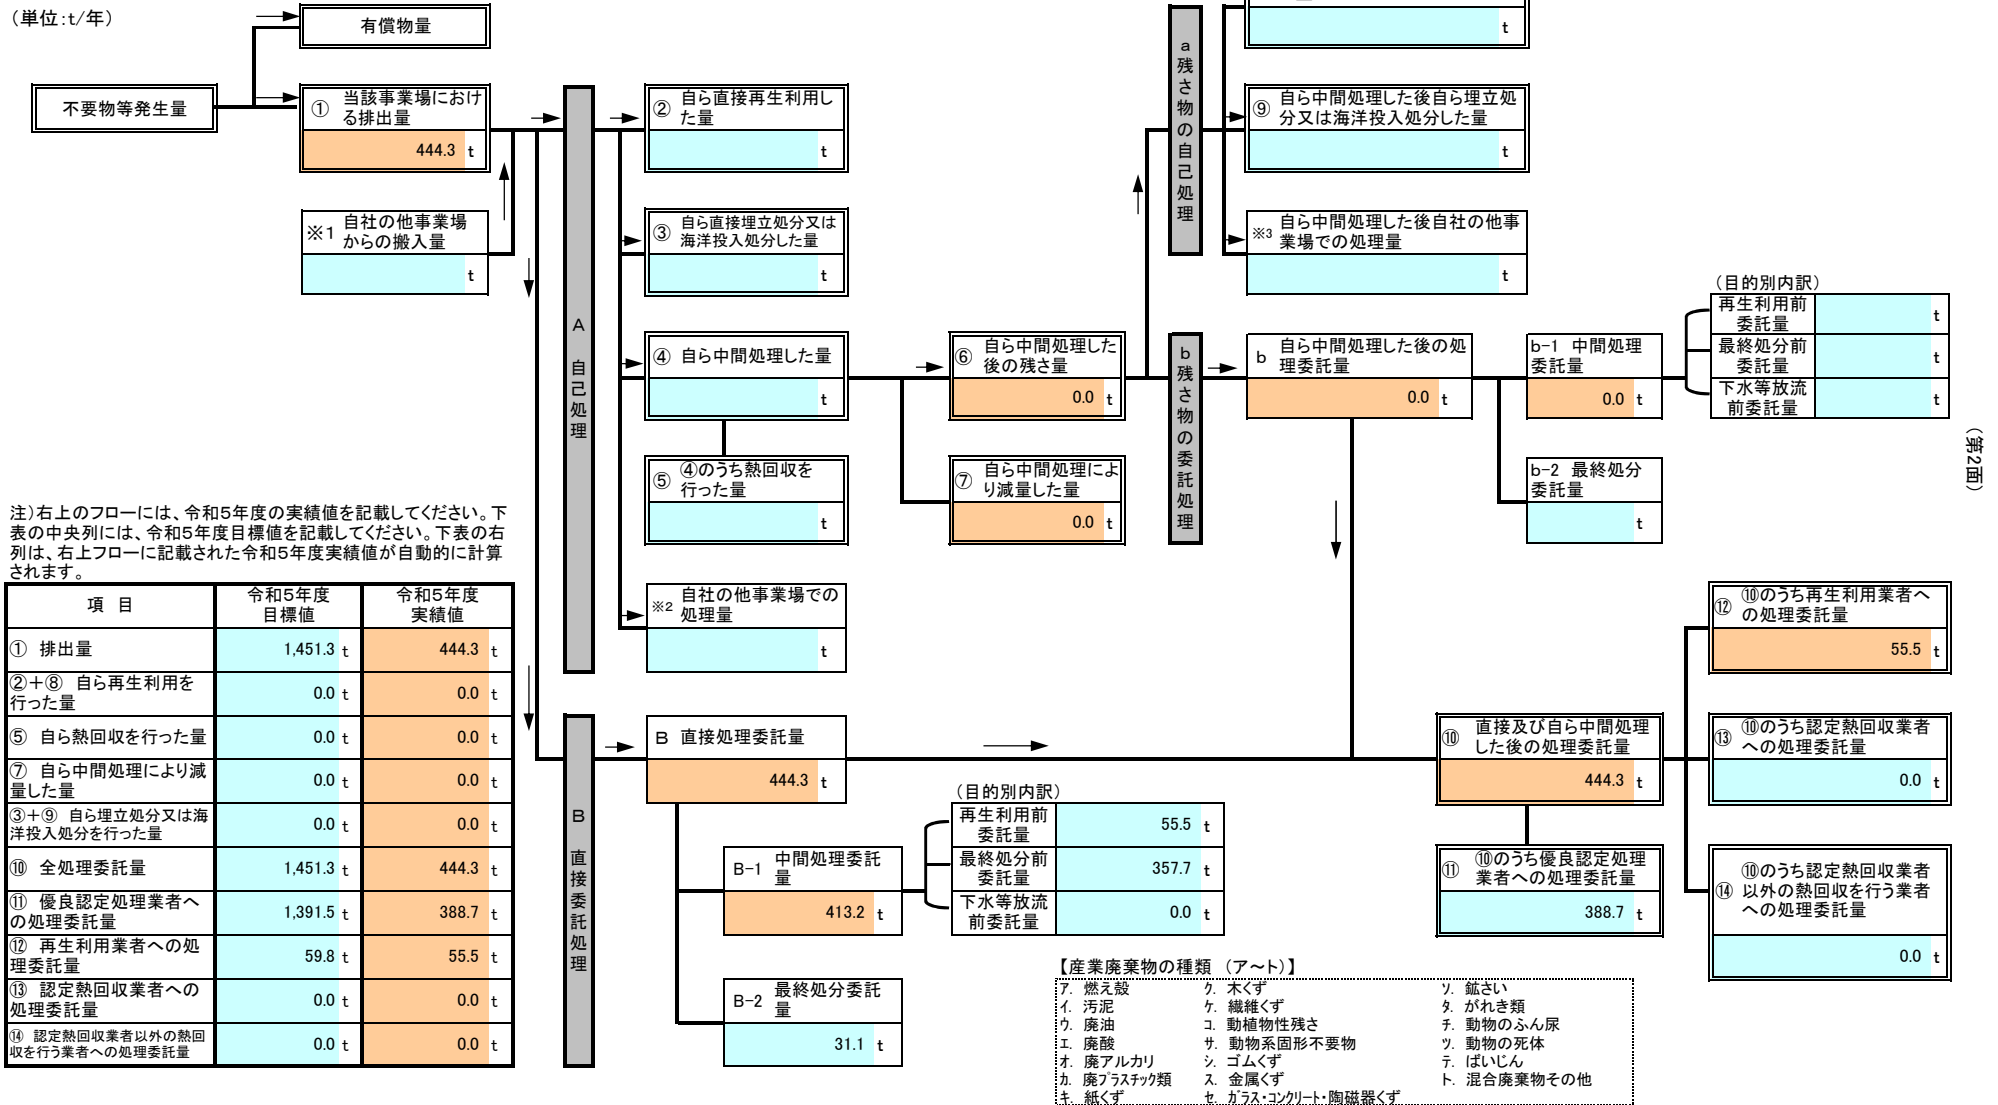 （単位:t/年）
有償物量
不要物等発生量
① 当該事業場におけ
る排出量
444.3 t
※1 自社の他事業場
からの搬入量
t
A 自己処理
② 自ら直接再生利用し
た量
t
③ 自ら直接埋立処分又は
海洋投入処分した量
t
④ 自ら中間処理した量
t
⑤ ④のうち熱回収を
行った量
t
※2 自社の他事業場での
処理量
t
⑥ 自ら中間処理した
後の残さ量
0.0 t
⑦ 自ら中間処理によ
り減量した量
0.0 t
a 残さ物の自己処理
t
⑨ 自ら中間処理した後自ら埋立処
分又は海洋投入処分した量
t
※3 自ら中間処理した後自社の他事
業場での処理量
t
b 残さ物の委託処理
b 自ら中間処理した後の処
理委託量
0.0 t
b-1 中間処理
委託量
0.0 t
b-2 最終処分
委託量
t
（目的別内訳）
再生利用前
委託量
t
最終処分前
委託量
t
下水等放流
前委託量
t
（第2面）
注）右上のフローには、令和5年度の実績値を記載してください。下
表の中央列には、令和5年度目標値を記載してください。下表の右
列は、右上フローに記載された令和5年度実績値が自動的に計算
されます。
項 目
令和5年度
目標値
令和5年度
実績値
① 排出量
1,451.3 t 444.3 t
②＋⑧ 自ら再生利用を
行った量
0.0 t 0.0 t
⑤ 自ら熱回収を行った量
0.0 t 0.0 t
⑦ 自ら中間処理により減
量した量
0.0 t 0.0 t
③＋⑨ 自ら埋立処分又は海
洋投入処分を行った量
0.0 t 0.0 t
⑩ 全処理委託量
1,451.3 t 444.3 t
⑪ 優良認定処理業者へ
の処理委託量
1,391.5 t 388.7 t
⑫ 再生利用業者への処
理委託量
59.8 t 55.5 t
⑬ 認定熱回収業者への
処理委託量
0.0 t 0.0 t
⑭ 認定熱回収業者以外の熱回
収を行う業者への処理委託量
0.0 t 0.0 t
B 直接委託処理
B 直接処理委託量
444.3 t
B-1 中間処理委託
量
413.2 t
B-2 最終処分委託
量
31.1 t
（目的別内訳）
再生利用前
委託量
55.5 t
最終処分前
委託量
357.7 t
下水等放流
前委託量
0.0 t
⑩ 直接及び自ら中間処理
した後の処理委託量
444.3 t
⑪ ⑩のうち優良認定処理
業者への処理委託量
388.7 t
⑫ ⑩のうち再生利用業者へ
の処理委託量
55.5 t
⑬ ⑩のうち認定熱回収業者
への処理委託量
0.0 t
⑭ ⑩のうち認定熱回収業者
以外の熱回収を行う業者
への処理委託量
0.0 t
【産業廃棄物の種類 （ア～ト）】
ア. 燃え殻 ク. 木くず ソ. 鉱さい
イ. 汚泥 ケ. 繊維くず タ. がれき類
ウ. 廃油 コ. 動植物性残さ チ. 動物のふん尿
エ. 廃酸 サ. 動物系固形不要物 ツ. 動物の死体
オ. 廃アルカリ シ. ゴムくず テ. ばいじん
カ. 廃プラスチック類 ス. 金属くず ト. 混合廃棄物その他
キ. 紙くず セ. ガラス・コンクリート・陶磁器くず